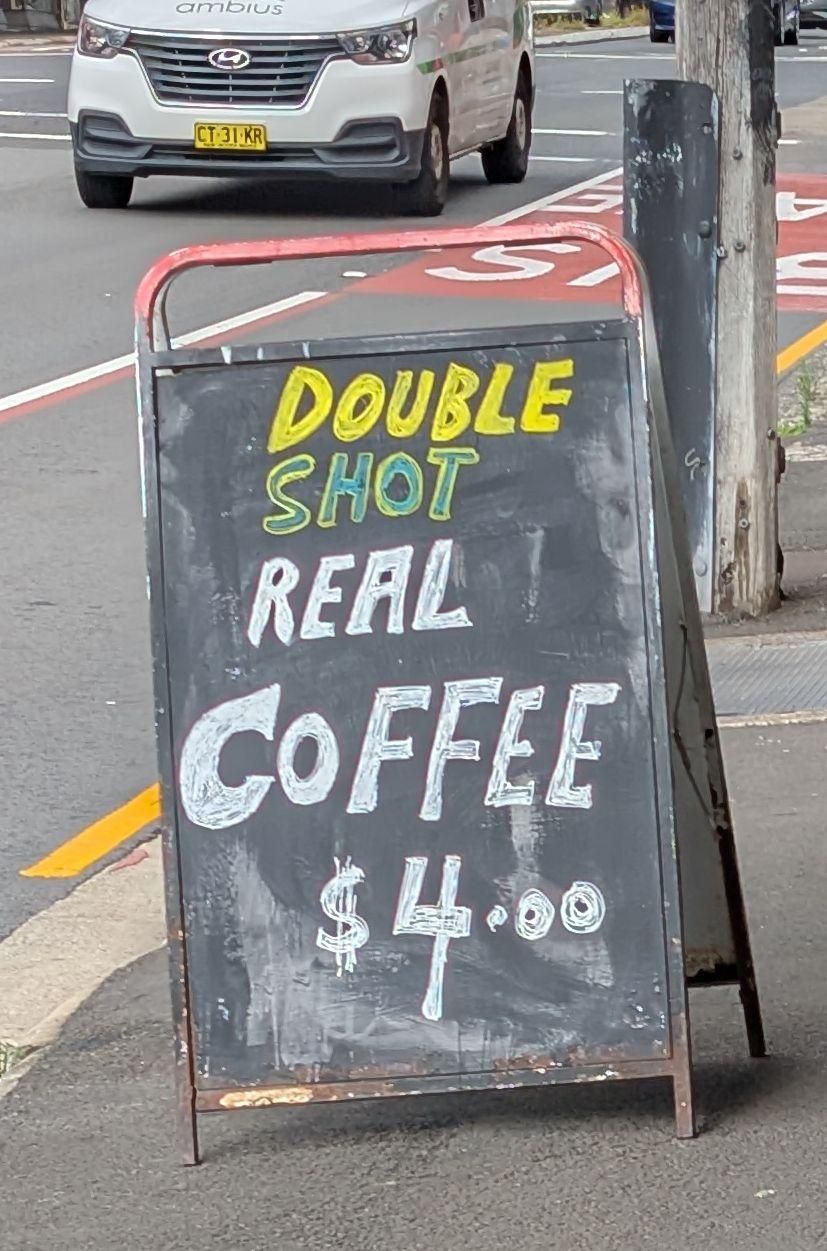 ambius
CT·31·KR
DOUBLE
SHOT
REAL
COFFEE
$4.00